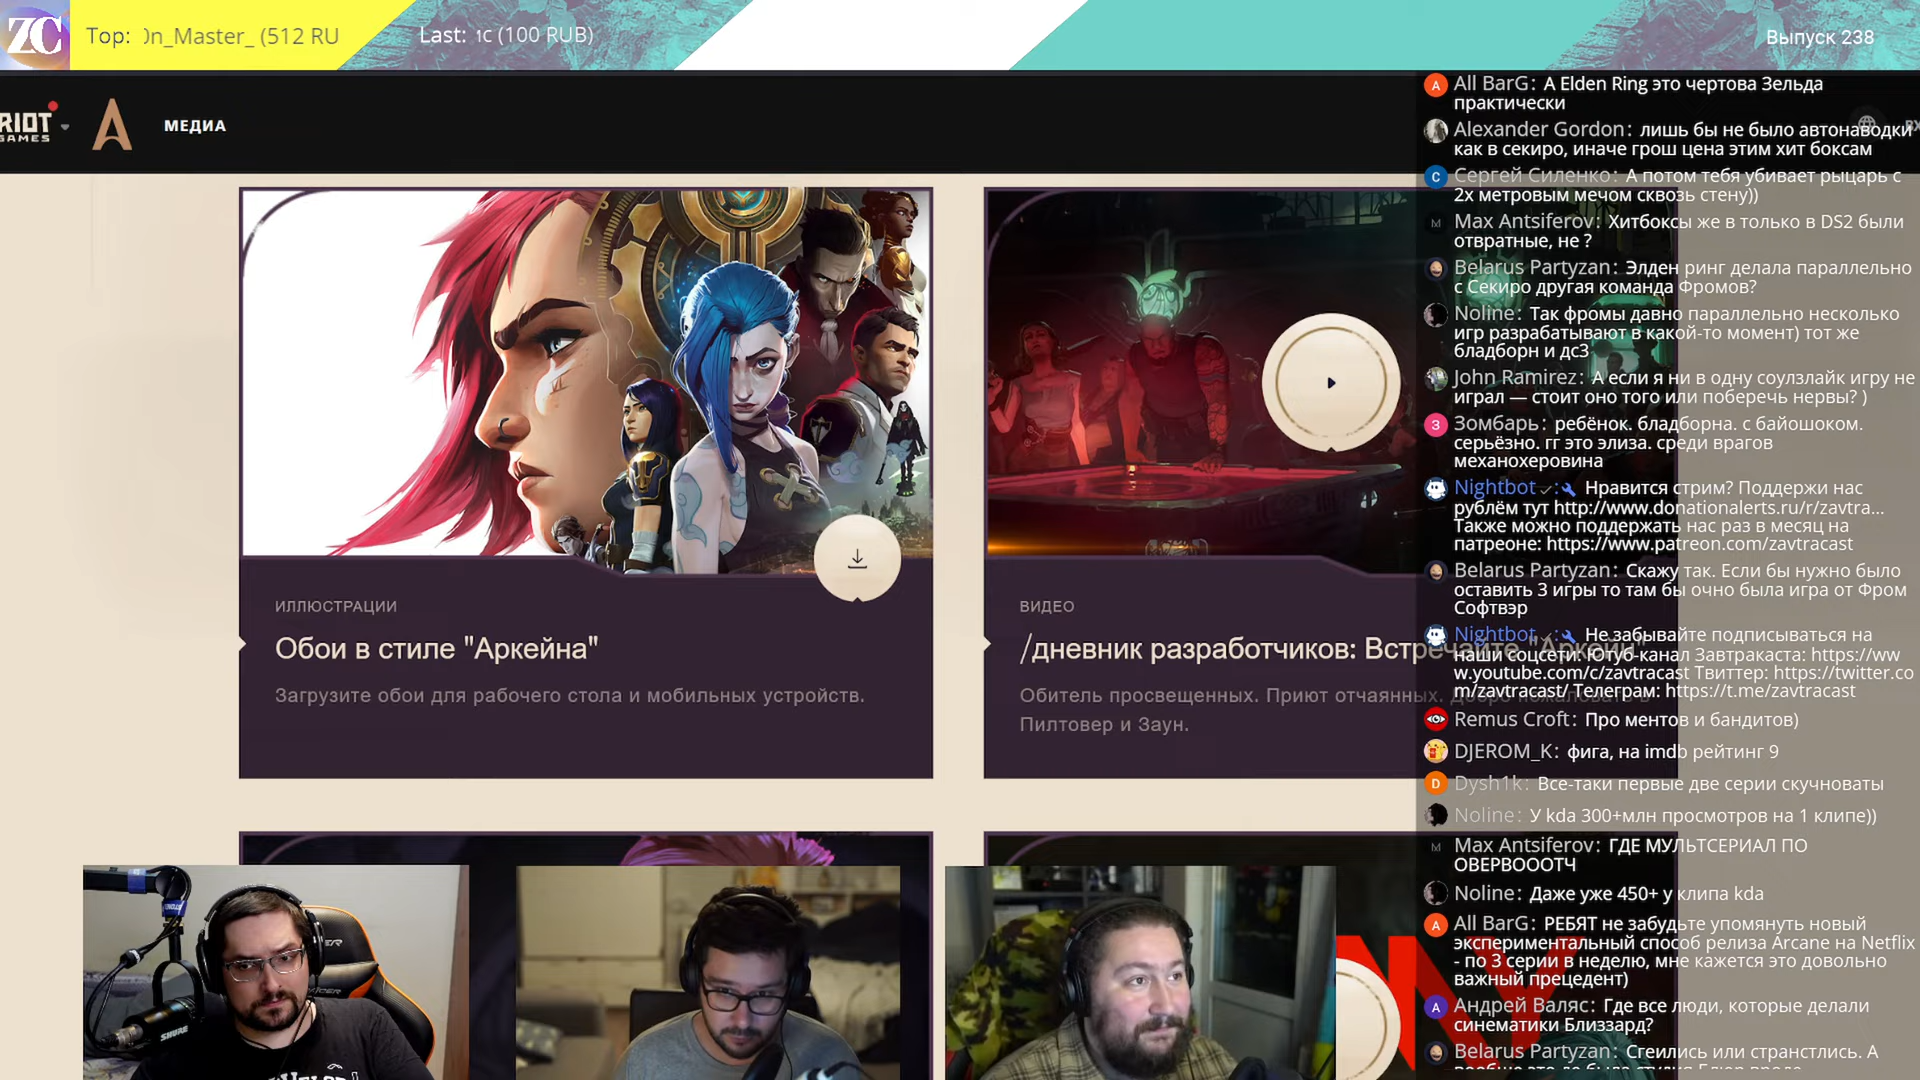 ZC
Top: On_Master_ (512 RU
Last: 1c (100 RUB)
Выпуск 238
RIOT
GAMES
МЕДИА
ИЛЛЮСТРАЦИИ
Обои в стиле "Аркейна"
Загрузите обои для рабочего стола и мобильных устройств.
ВИДЕО
/дневник разработчиков: Встречайте "Аркейн"
Обитель просвещенных. Приют отчаянных. Добро пожаловать в
Пилтовер и Заун.
All BarG: А Elden Ring это чертова Зельда
практически
Alexander Gordon: лишь бы не было автонаводки
как в секиро, иначе грош цена этим хит боксам
Сергей Силенко: А потом тебя убивает рыцарь с
2х метровым мечом сквозь стену))
Max Antsiferov: Хитбоксы же в только в DS2 были
отвратные, не ?
Belarus Partyzan: Элден ринг делала параллельно
с Секиро другая команда Фромов?
Noline: Так фромы давно параллельно несколько
игр разрабатывают в какой-то момент) тот же
бладборн и дс3
John Ramirez: А если я ни в одну соулзлайк игру не
играл — стоит оно того или поберечь нервы? )
Зомбарь: ребёнок. бладборна. с байошоком.
серьёзно. гг это элиза. среди врагов
механохеровина
Nightbot: Нравится стрим? Поддержи нас
рублём тут http://www.donationalerts.ru/r/zavtra...
Также можно поддержать нас раз в месяц на
патреоне: https://www.patreon.com/zavtracast
Belarus Partyzan: Скажу так. Если бы нужно было
оставить 3 игры то там бы очно была игра от Фром
Софтвэр
Nightbot: Не забывайте подписываться на
наши соцсети: Ютуб-канал Завтракаста: https://ww
w.youtube.com/c/zavtracast Твиттер: https://twitter.co
m/zavtracast/ Телеграм: https://t.me/zavtracast
Remus Croft: Про ментов и бандитов)
DJEROM_K: фига, на imdb рейтинг 9
Dysh1k: Все-таки первые две серии скучноваты
Noline: У kda 300+млн просмотров на 1 клипе))
Max Antsiferov: ГДЕ МУЛЬТСЕРИАЛ ПО
ОВЕРВОООТЧ
Noline: Даже уже 450+ у клипа kda
All BarG: РЕБЯТ не забудьте упомянуть новый
экспериментальный способ релиза Arcane на Netflix
- по 3 серии в неделю, мне кажется это довольно
важный прецедент)
Андрей Валяс: Где все люди, которые делали
синематики Близзард?
Belarus Partyzan: Сгеились или странстлись. А
SHURE